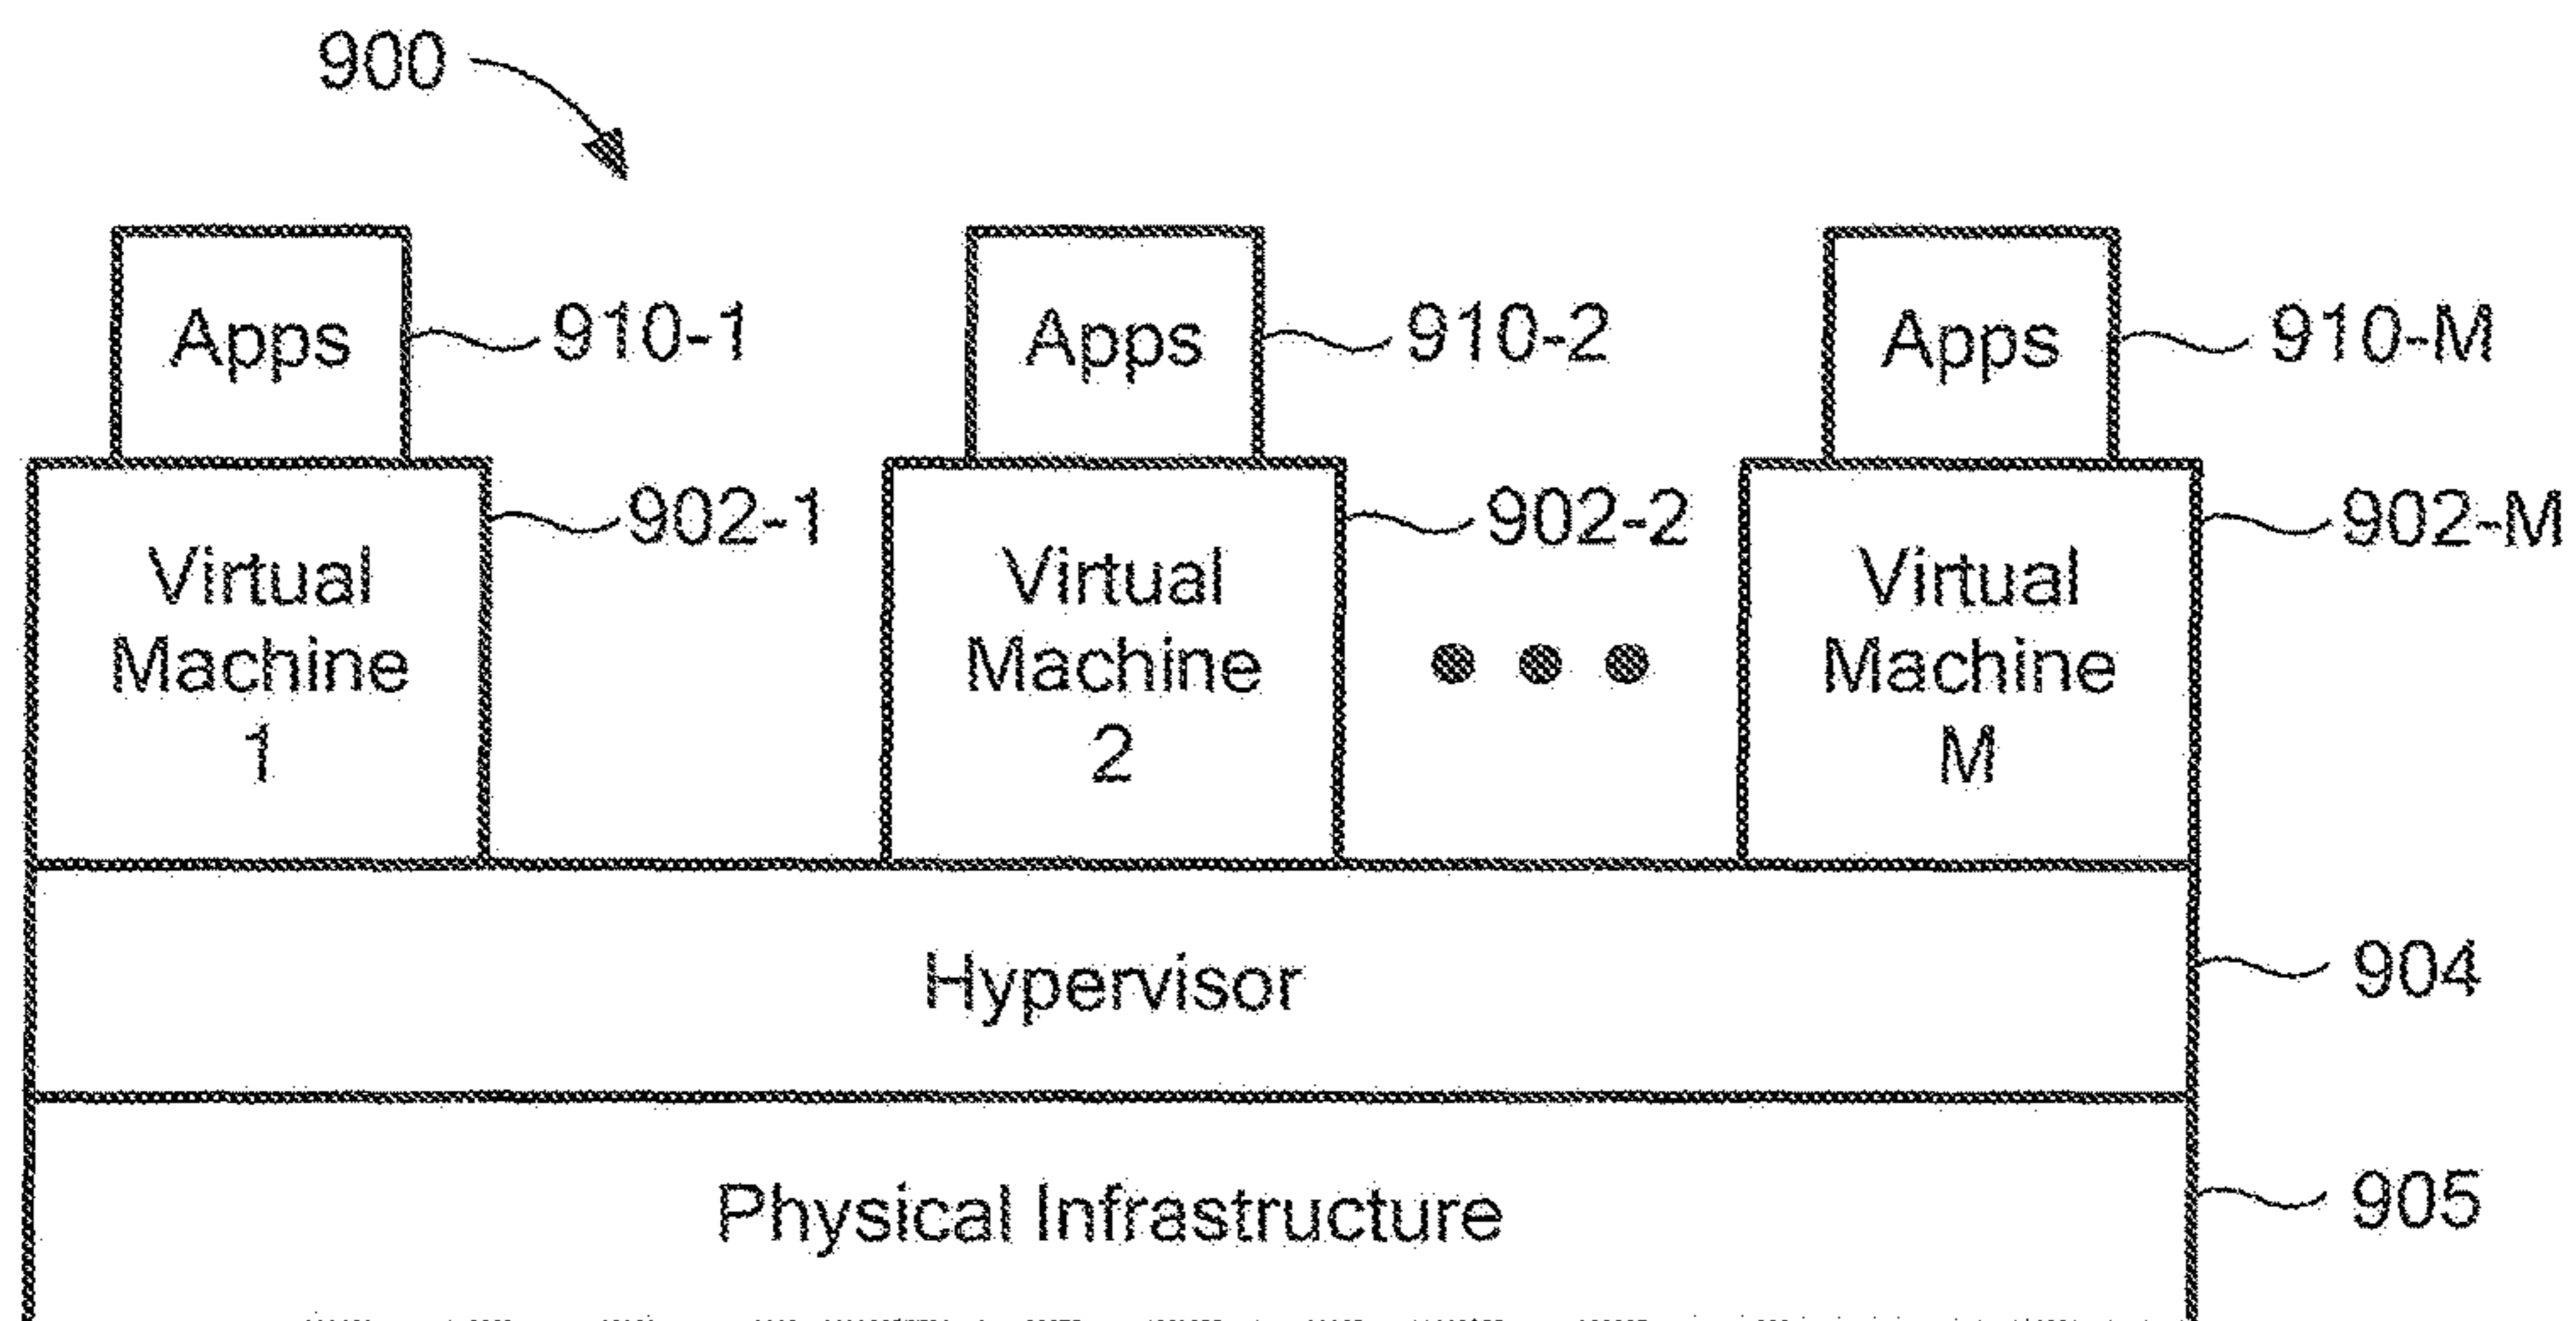 900
Apps
910-1
Apps
910-2
Apps
910-M
902-1
902-2
902-M
Virtual
Machine
1
Virtual
Machine
2
Virtual
Machine
M
Hypervisor
904
Physical Infrastructure
905